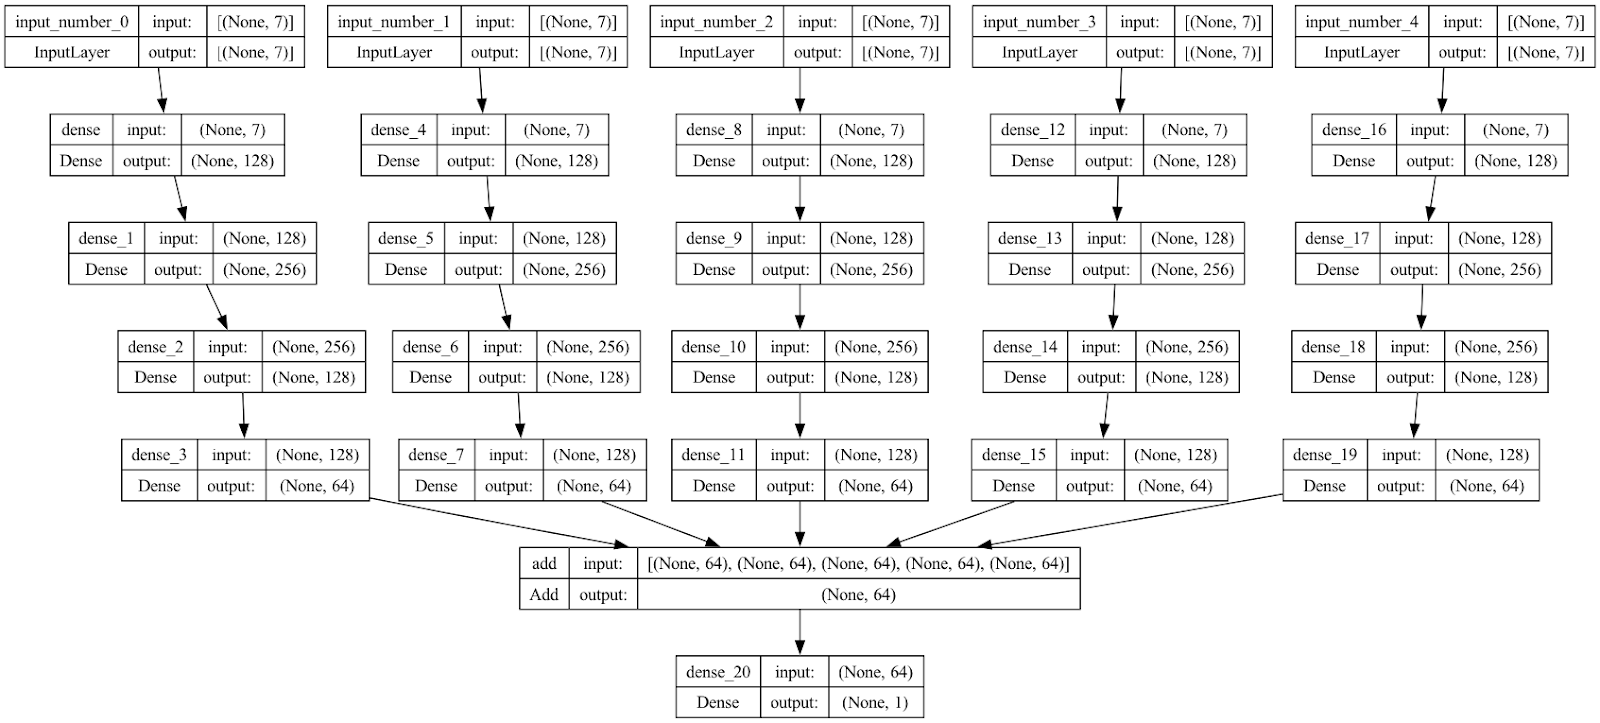 input_number_0 input: [(None, 7)]
InputLayer output: [(None, 7)]
input_number_1 input: [(None, 7)]
InputLayer output: [(None, 7)]
input_number_2 input: [(None, 7)]
InputLayer output: [(None, 7)]
input_number_3 input: [(None, 7)]
InputLayer output: [(None, 7)]
input_number_4 input: [(None, 7)]
InputLayer output: [(None, 7)]
dense input: (None, 7)
Dense output: (None, 128)
dense_4 input: (None, 7)
Dense output: (None, 128)
dense_8 input: (None, 7)
Dense output: (None, 128)
dense_12 input: (None, 7)
Dense output: (None, 128)
dense_16 input: (None, 7)
Dense output: (None, 128)
dense_1 input: (None, 128)
Dense output: (None, 256)
dense_5 input: (None, 128)
Dense output: (None, 256)
dense_9 input: (None, 128)
Dense output: (None, 256)
dense_13 input: (None, 128)
Dense output: (None, 256)
dense_17 input: (None, 128)
Dense output: (None, 256)
dense_2 input: (None, 256)
Dense output: (None, 128)
dense_6 input: (None, 256)
Dense output: (None, 128)
dense_10 input: (None, 256)
Dense output: (None, 128)
dense_14 input: (None, 256)
Dense output: (None, 128)
dense_18 input: (None, 256)
Dense output: (None, 128)
dense_3 input: (None, 128)
Dense output: (None, 64)
dense_7 input: (None, 128)
Dense output: (None, 64)
dense_11 input: (None, 128)
Dense output: (None, 64)
dense_15 input: (None, 128)
Dense output: (None, 64)
dense_19 input: (None, 128)
Dense output: (None, 64)
add input: [(None, 64), (None, 64), (None, 64), (None, 64), (None, 64)]
Add output: (None, 64)
dense_20 input: (None, 64)
Dense output: (None, 1)